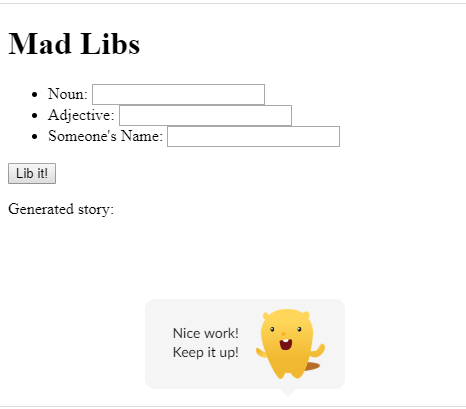 Mad Libs
Noun:
Adjective:
Someone's Name:
Lib it!
Generated story:
Nice work!
Keep it up!